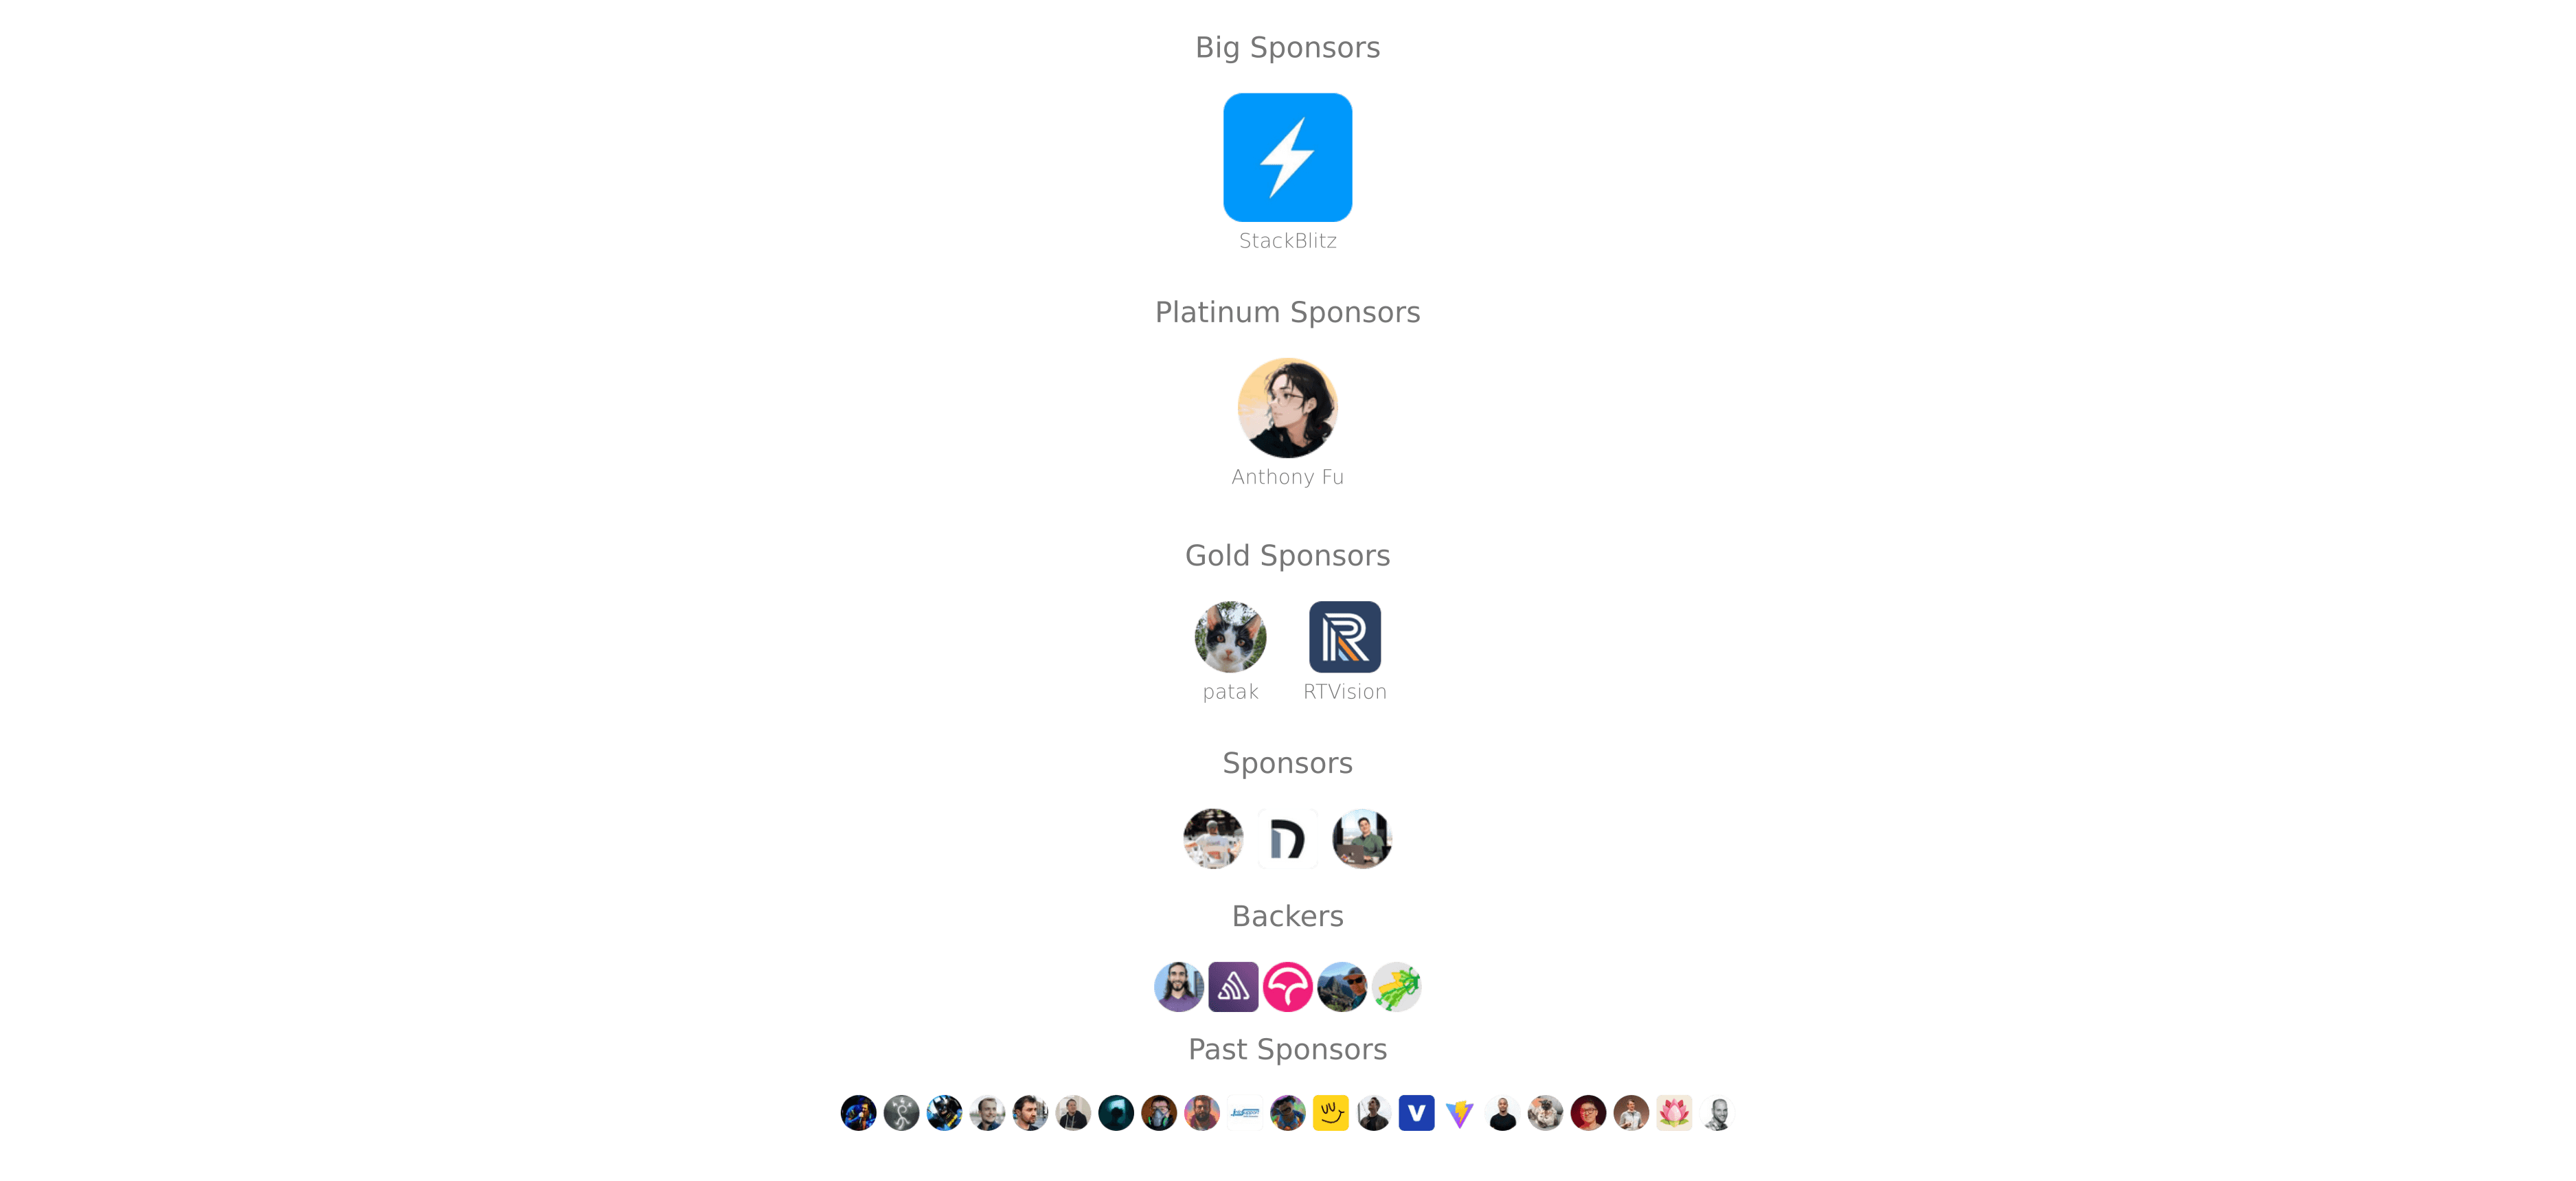 Big Sponsors
StackBlitz
Platinum Sponsors
Anthony Fu
Gold Sponsors
patak RTVision
Sponsors
Backers
Past Sponsors